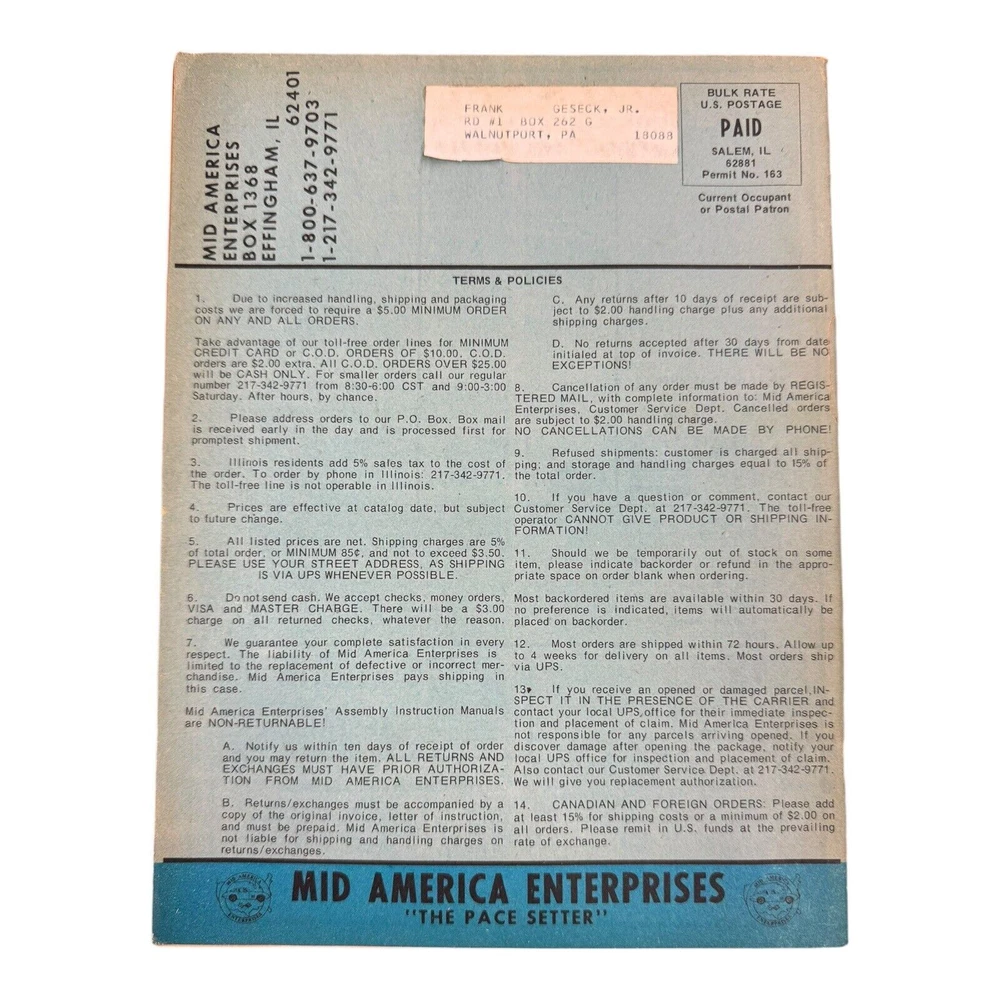 MID AMERICA
ENTERPRISES
BOX 1368
EFFINGHAM, IL
62401
1-800-637-9703
1-217-342-9771
FRANK GESECK, JR.
RD #1 BOX 262 G
WALNUTPORT, PA 18088
BULK RATE
U.S. POSTAGE
PAID
SALEM, IL
62881
Permit No. 163
Current Occupant
or Postal Patron
TERMS & POLICIES
1. Due to increased handling, shipping and packaging
costs we are forced to require a $5.00 MINIMUM ORDER
ON ANY AND ALL ORDERS.
Take advantage of our toll-free order lines for MINIMUM
CREDIT CARD or C.O.D. ORDERS OF $10.00. C.O.D.
orders are $2.00 extra. All C.O.D. ORDERS OVER $25.00
will be CASH ONLY. For smaller orders call our regular
number 217-342-9771 from 8:30-6:00 CST and 9:00-3:00
Saturday. After hours, by chance.
2. Please address orders to our P.O. Box. Box mail
is received early in the day and is processed first for
promptest shipment.
3. Illinois residents add 5% sales tax to the cost of
the order. To order by phone in Illinois: 217-342-9771.
The toll-free line is not operable in Illinois.
4. Prices are effective at catalog date, but subject
to future change.
5. All listed prices are net. Shipping charges are 5%
of total order, or MINIMUM 85¢, and not to exceed $3.50.
PLEASE USE YOUR STREET ADDRESS, AS SHIPPING
IS VIA UPS WHENEVER POSSIBLE.
6. Do not send cash. We accept checks, money orders,
VISA and MASTER CHARGE. There will be a $3.00
charge on all returned checks, whatever the reason.
7. We guarantee your complete satisfaction in every
respect. The liability of Mid America Enterprises is
limited to the replacement of defective or incorrect mer-
chandise. Mid America Enterprises pays shipping in
this case.
Mid America Enterprises' Assembly Instruction Manuals
are NON-RETURNABLE!
A. Notify us within ten days of receipt of order
and you may return the item. ALL RETURNS AND
EXCHANGES MUST HAVE PRIOR AUTHORIZA-
TION FROM MID AMERICA ENTERPRISES.
B. Returns/exchanges must be accompanied by a
copy of the original invoice, letter of instruction,
and must be prepaid. Mid America Enterprises is
not liable for shipping and handling charges on
returns/exchanges.
C. Any returns after 10 days of receipt are sub-
ject to $2.00 handling charge plus any additional
shipping charges.
D. No returns accepted after 30 days from date
initialed at top of invoice. THERE WILL BE NO
EXCEPTIONS!
8. Cancellation of any order must be made by REGIS-
TERED MAIL, with complete information to: Mid America
Enterprises, Customer Service Dept. Cancelled orders
are subject to $2.00 handling charge.
NO CANCELLATIONS CAN BE MADE BY PHONE!
9. Refused shipments: customer is charged all ship-
ping; and storage and handling charges equal to 15% of
the total order.
10. If you have a question or comment, contact our
Customer Service Dept. at 217-342-9771. The toll-free
operator CANNOT GIVE PRODUCT OR SHIPPING IN-
FORMATION!
11. Should we be temporarily out of stock on some
item, please indicate backorder or refund in the appro-
priate space on order blank when ordering.
Most backordered items are available within 30 days. If
no preference is indicated, items will automatically be
placed on backorder.
12. Most orders are shipped within 72 hours. Allow up
to 4 weeks for delivery on all items. Most orders ship
via UPS.
13. If you receive an opened or damaged parcel, IN-
SPECT IT IN THE PRESENCE OF THE CARRIER and
contact your local UPS office for their immediate inspec-
tion and placement of claim. Mid America Enterprises is
not responsible for any parcels arriving opened. If you
discover damage after opening the package, notify your
local UPS office for inspection and placement of claim.
Also contact our Customer Service Dept. at 217-342-9771.
We will give you replacement authorization.
14. CANADIAN AND FOREIGN ORDERS: Please add
at least 15% for shipping costs or a minimum of $2.00 on
all orders. Please remit in U.S. funds at the prevailing
rate of exchange.
MID AMERICA
ENTERPRISES
MID AMERICA ENTERPRISES
"THE PACE SETTER"
MID AMERICA
ENTERPRISES